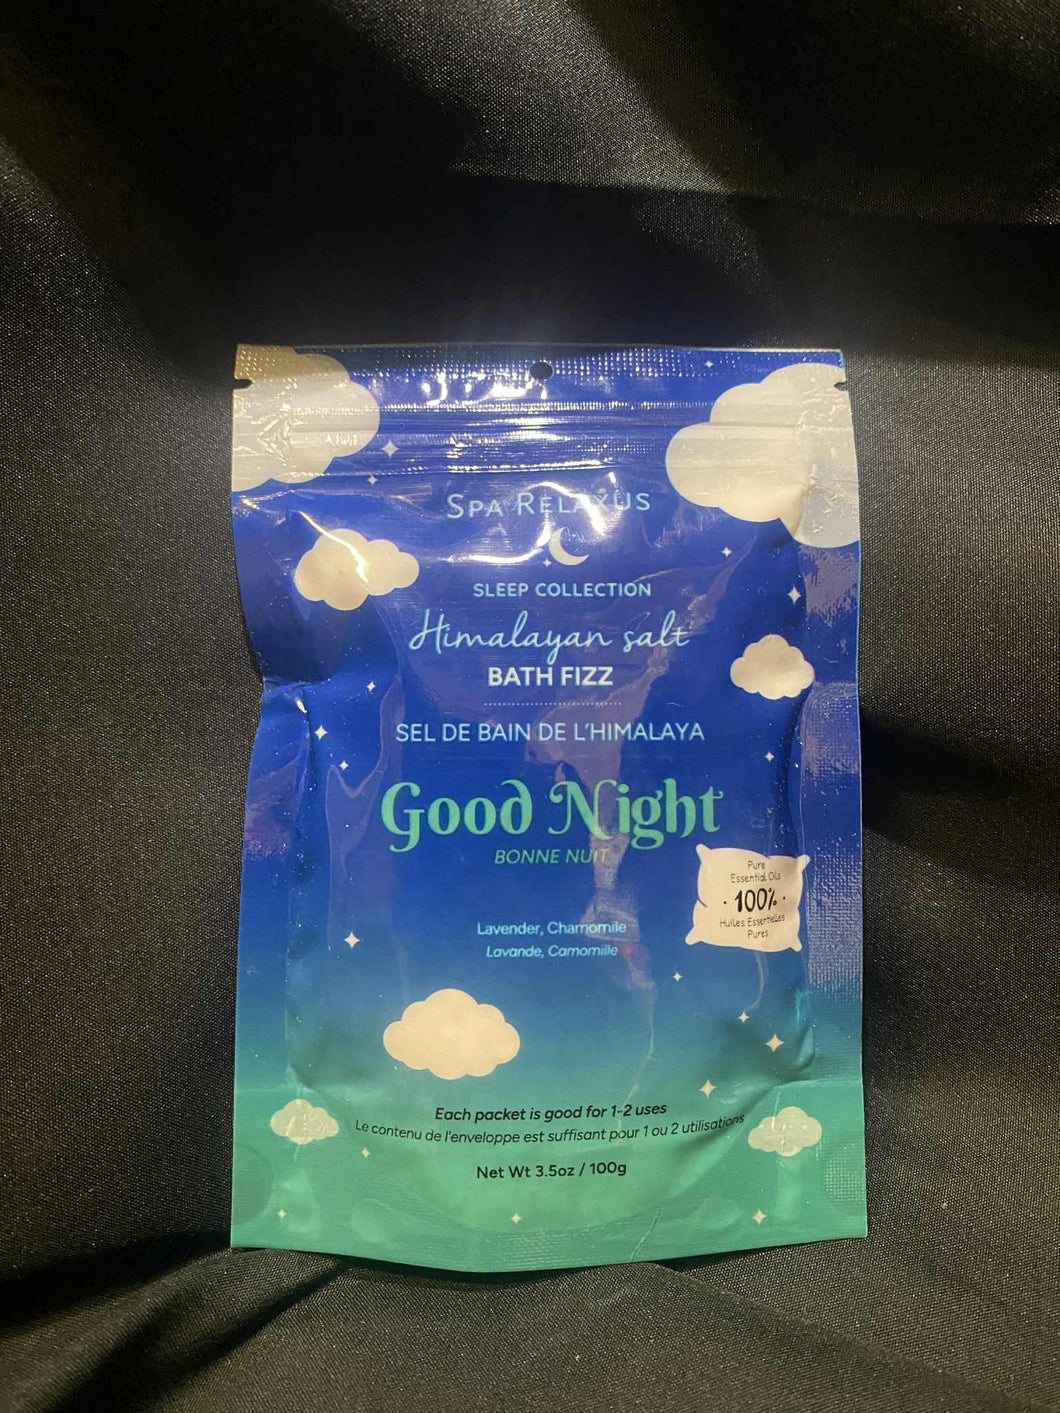 SPA RELAXUS
SLEEP COLLECTION
Himalayan salt
BATH FIZZ
SEL DE BAIN DE L'HIMALAYA
Good Night
BONNE NUIT
Pure
Essential Oils
· 100% ·
Huiles Essentielles
Pures
Lavender, Chamomile
Lavande, Camomille
Each packet is good for 1-2 uses
Le contenu de l'enveloppe est suffisant pour 1 ou 2 utilisations
Net Wt 3.5oz / 100g